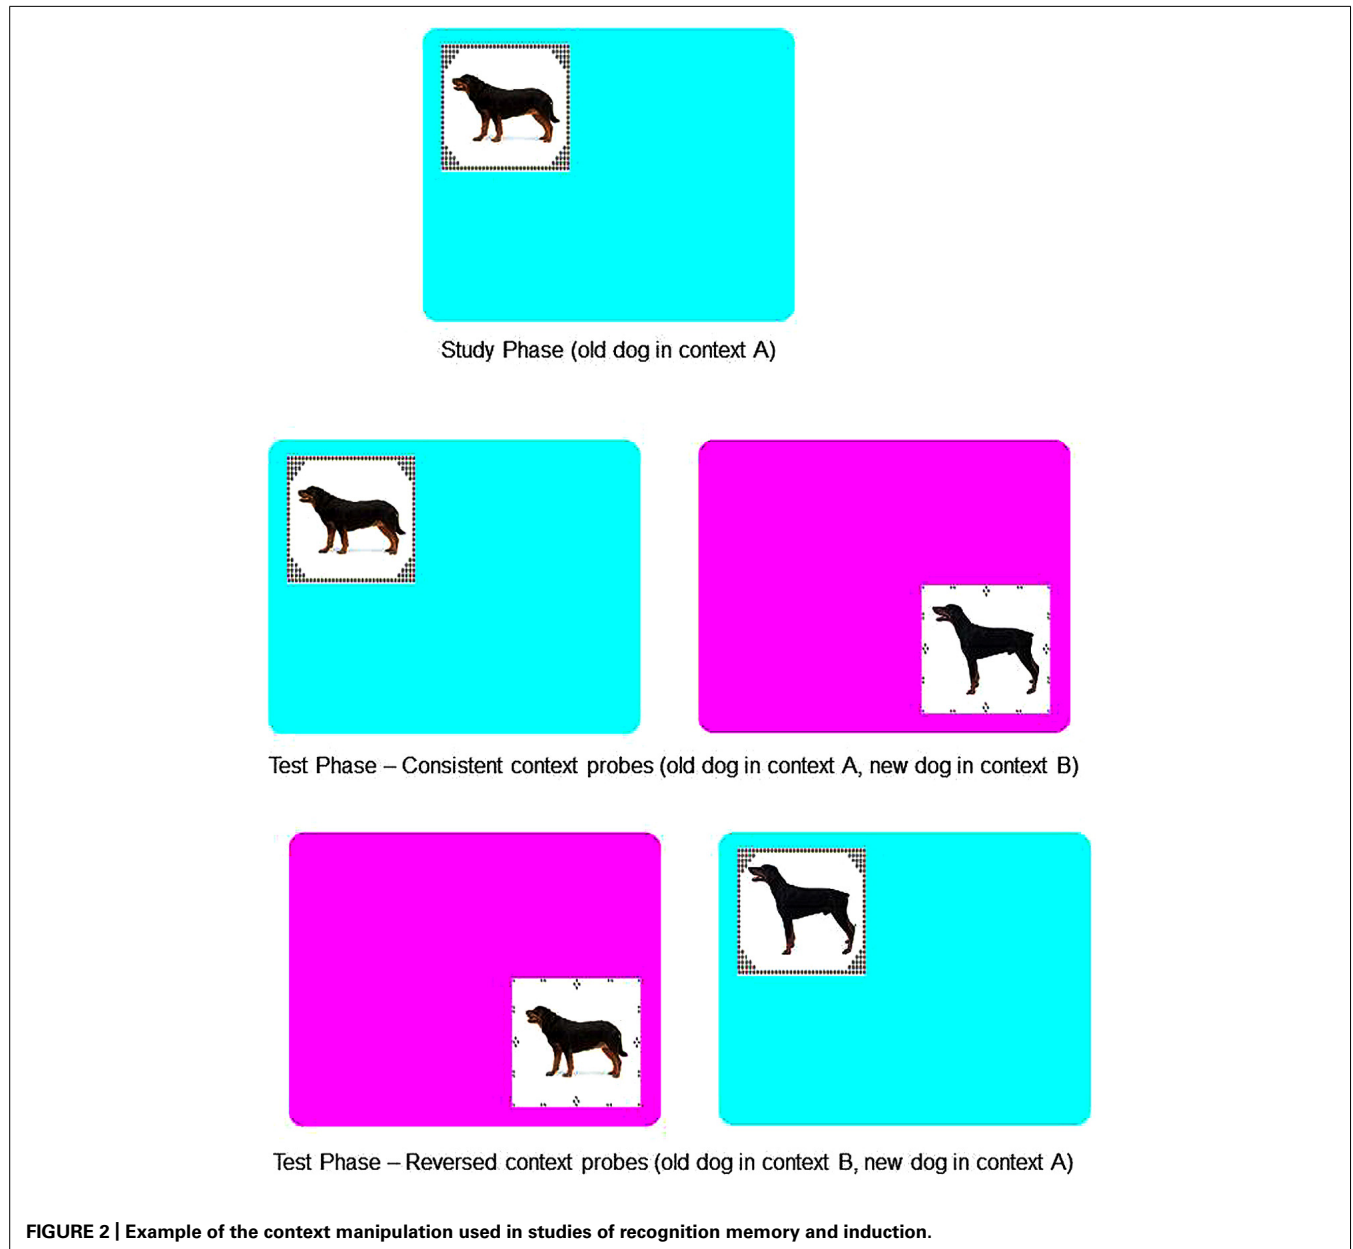 Study Phase (old dog in context A)
Test Phase – Consistent context probes (old dog in context A, new dog in context B)
Test Phase – Reversed context probes (old dog in context B, new dog in context A)
FIGURE 2 | Example of the context manipulation used in studies of recognition memory and induction.